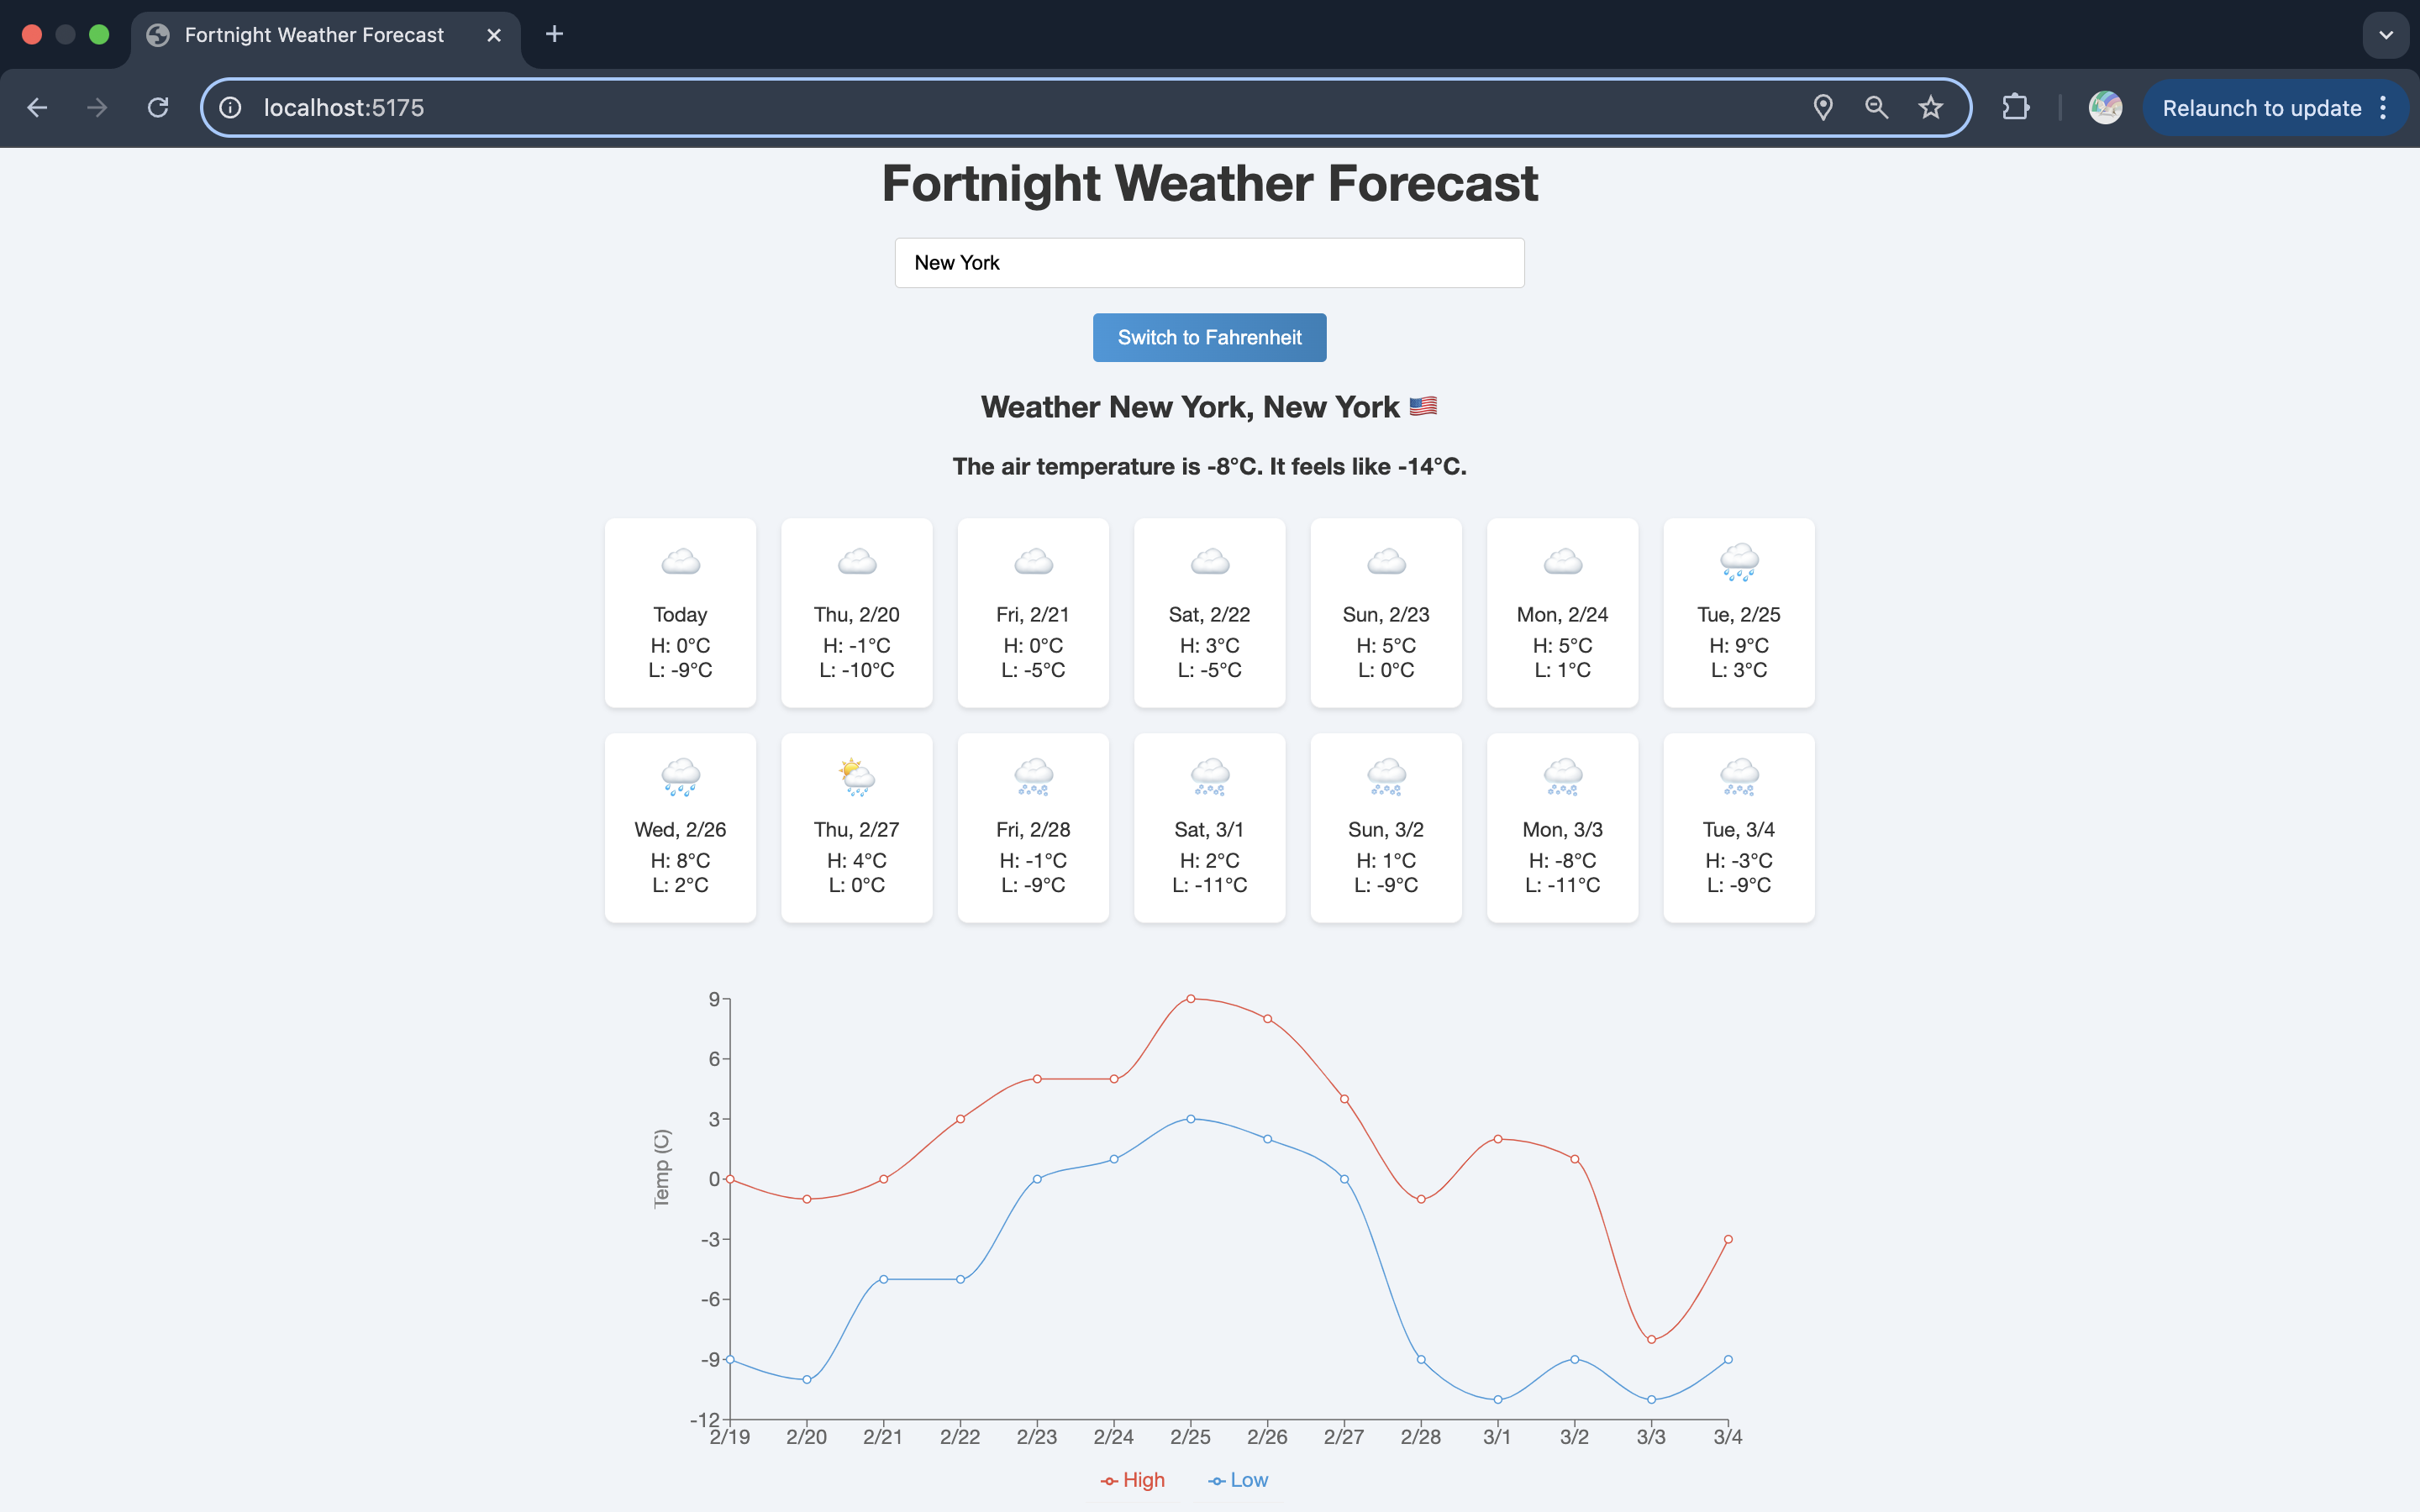 Fortnight Weather Forecast
localhost:5175
Relaunch to update
Fortnight Weather Forecast
New York
Switch to Fahrenheit
Weather New York, New York 🇺🇸
The air temperature is -8°C. It feels like -14°C.
Today
H: 0°C
L: -9°C
Thu, 2/20
H: -1°C
L: -10°C
Fri, 2/21
H: 0°C
L: -5°C
Sat, 2/22
H: 3°C
L: -5°C
Sun, 2/23
H: 5°C
L: 0°C
Mon, 2/24
H: 5°C
L: 1°C
Tue, 2/25
H: 9°C
L: 3°C
Wed, 2/26
H: 8°C
L: 2°C
Thu, 2/27
H: 4°C
L: 0°C
Fri, 2/28
H: -1°C
L: -9°C
Sat, 3/1
H: 2°C
L: -11°C
Sun, 3/2
H: 1°C
L: -9°C
Mon, 3/3
H: -8°C
L: -11°C
Tue, 3/4
H: -3°C
L: -9°C
Temp (C)
9
6
3
0
-3
-6
-9
-12
2/19 2/20 2/21 2/22 2/23 2/24 2/25 2/26 2/27 2/28 3/1 3/2 3/3 3/4
High Low